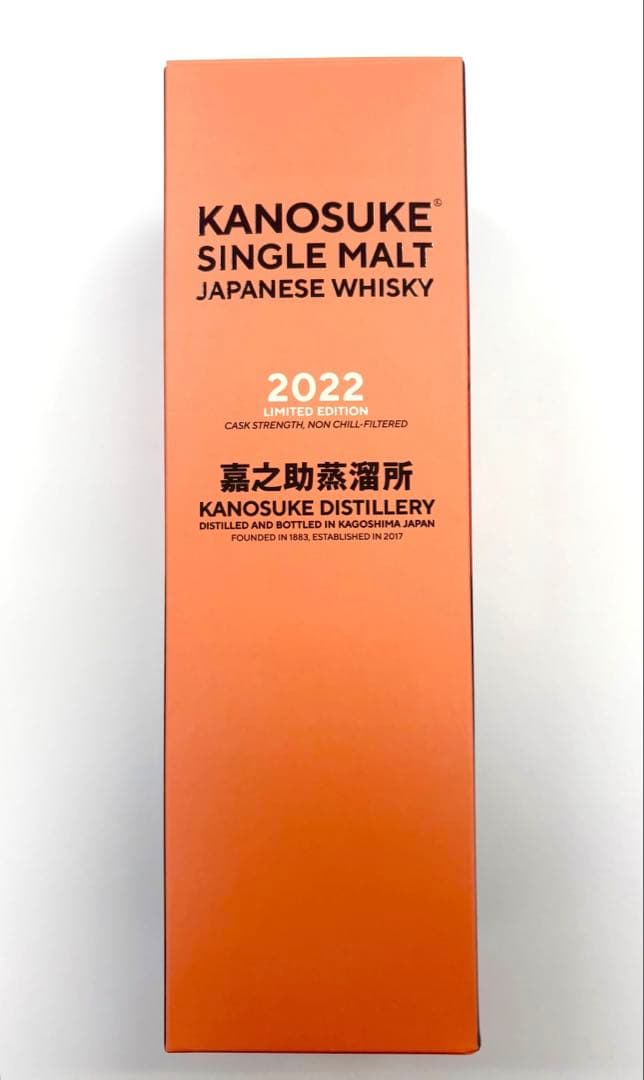 KANOSUKE®
SINGLE MALT
JAPANESE WHISKY
2022
LIMITED EDITION
CASK STRENGTH, NON CHILL-FILTERED
嘉之助蒸溜所
KANOSUKE DISTILLERY
DISTILLED AND BOTTLED IN KAGOSHIMA JAPAN
FOUNDED IN 1883, ESTABLISHED IN 2017